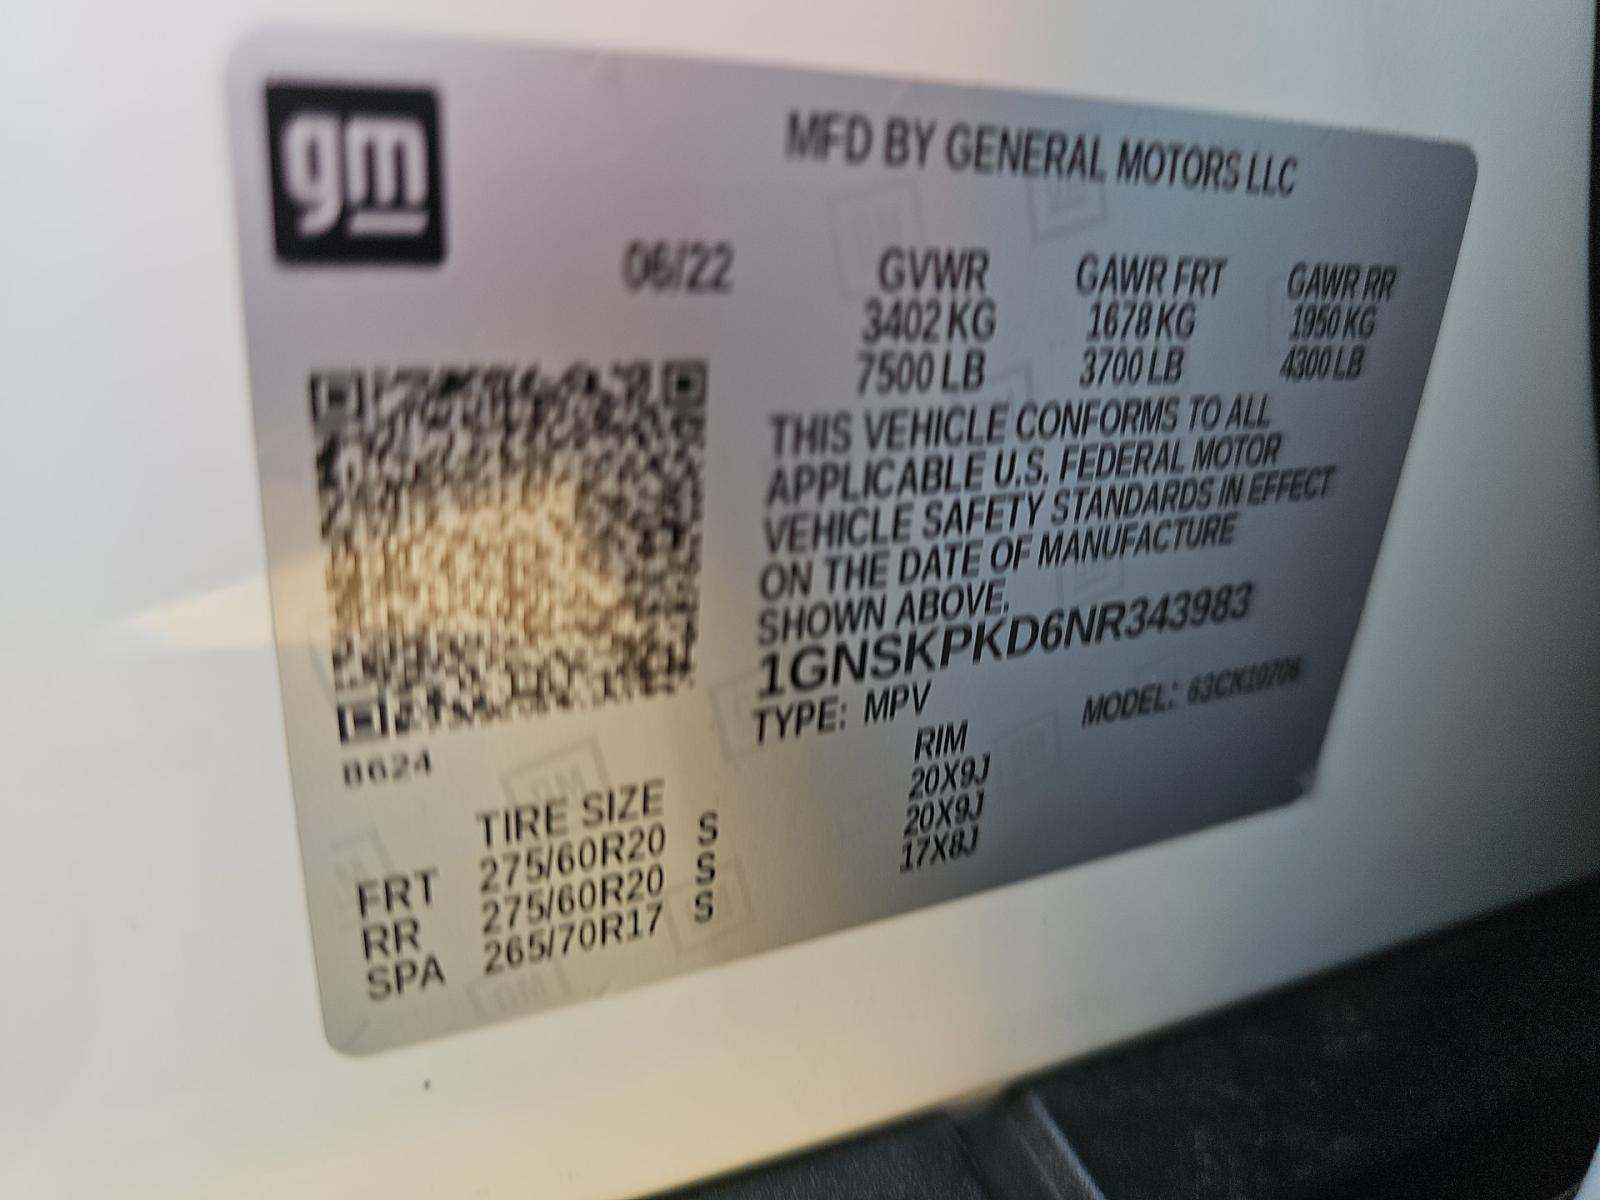 gm
MFD BY GENERAL MOTORS LLC
06/22
GVWR GAWR FRT GAWR RR
3402 KG 1678 KG 1950 KG
7500 LB 3700 LB 4300 LB
THIS VEHICLE CONFORMS TO ALL
APPLICABLE U.S. FEDERAL MOTOR
VEHICLE SAFETY STANDARDS IN EFFECT
ON THE DATE OF MANUFACTURE
SHOWN ABOVE.
1GNSKPKD6NR343983
TYPE: MPV MODEL:
8624
TIRE SIZE RIM
FRT 275/60R20 S 20X9J
RR 275/60R20 S 20X9J
SPA 265/70R17 S 17X8J